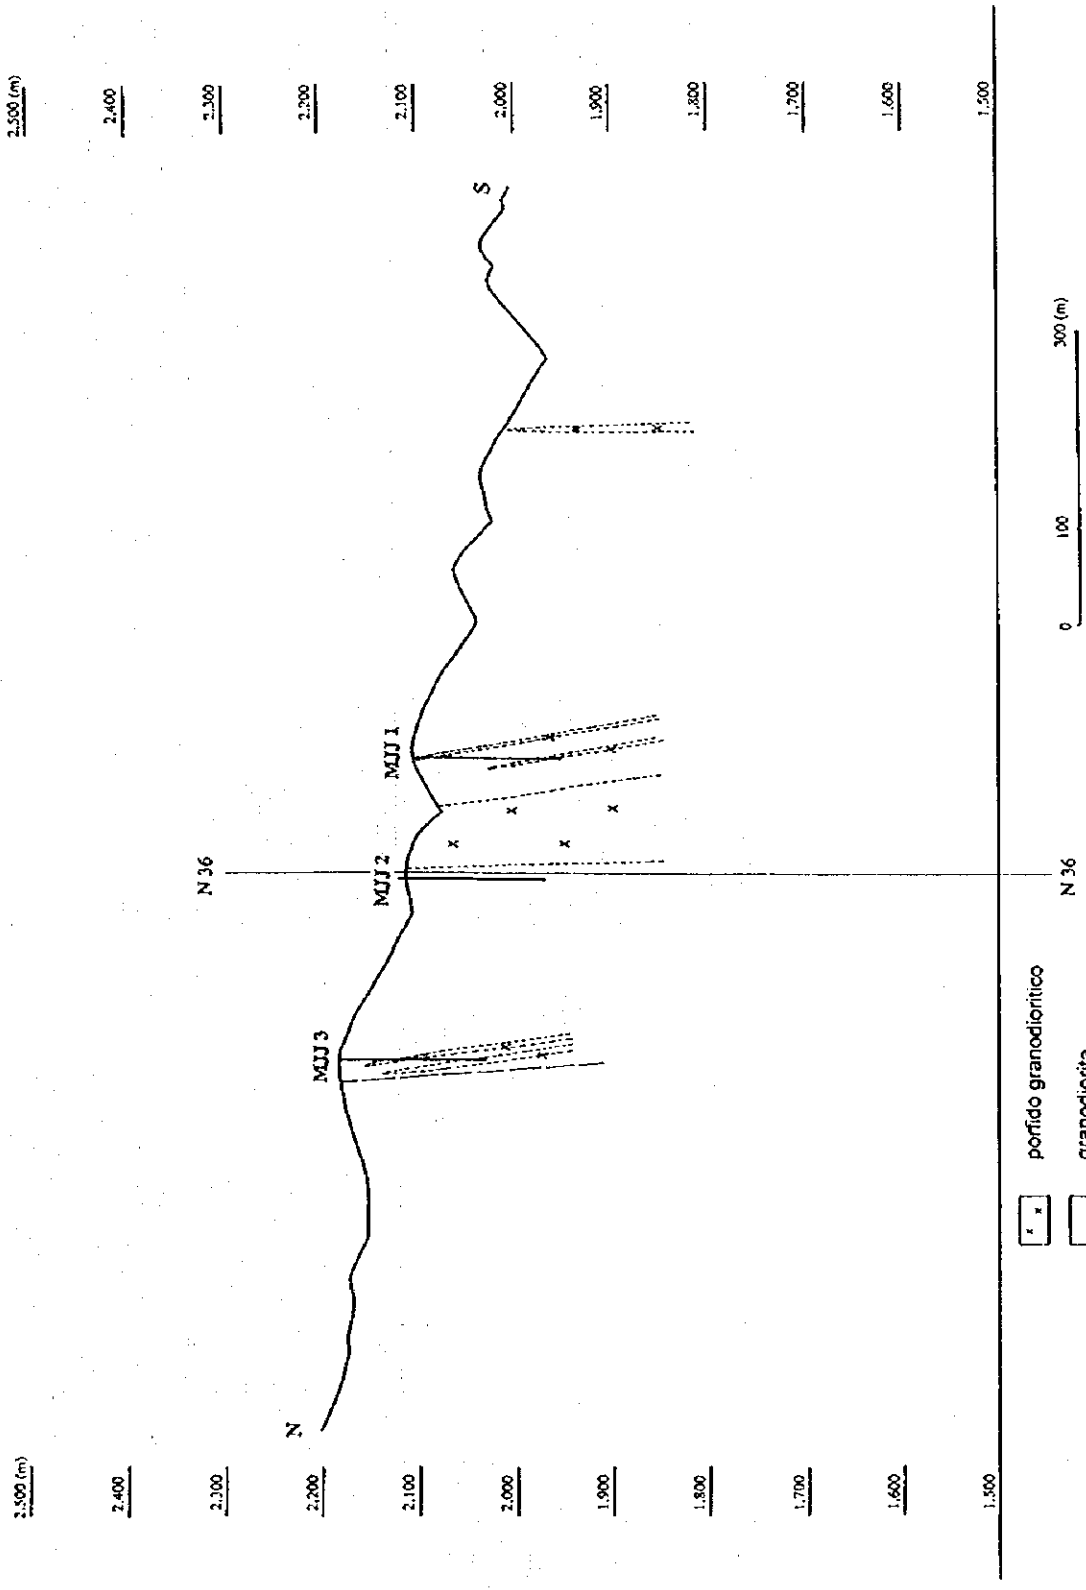 2.500 (m)
2.400
2.300
2.200
2.100
2.000
1.900
1.800
1.700
1.600
1.500
2.500 (m)
2.400
2.300
2.200
2.100
2.000
1.900
1.800
1.700
1.600
1.500
N
S
MJJ 3
MJJ 2
MJJ 1
N 36
N 36
0 100 300 (m)
x x porfido granodioritico
granodiorite